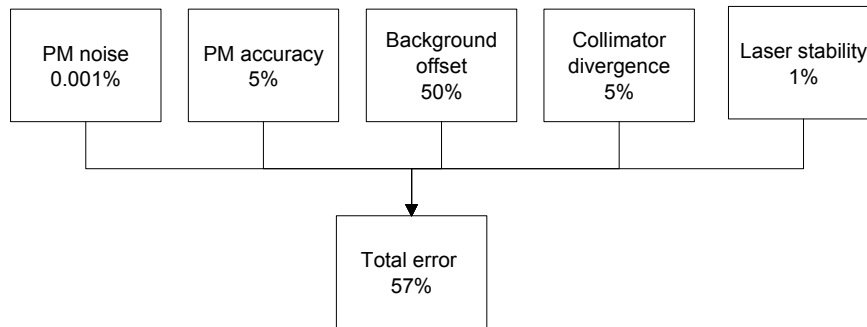 PM noise
0.001%
PM accuracy
5%
Background
offset
50%
Collimator
divergence
5%
Laser stability
1%
Total error
57%